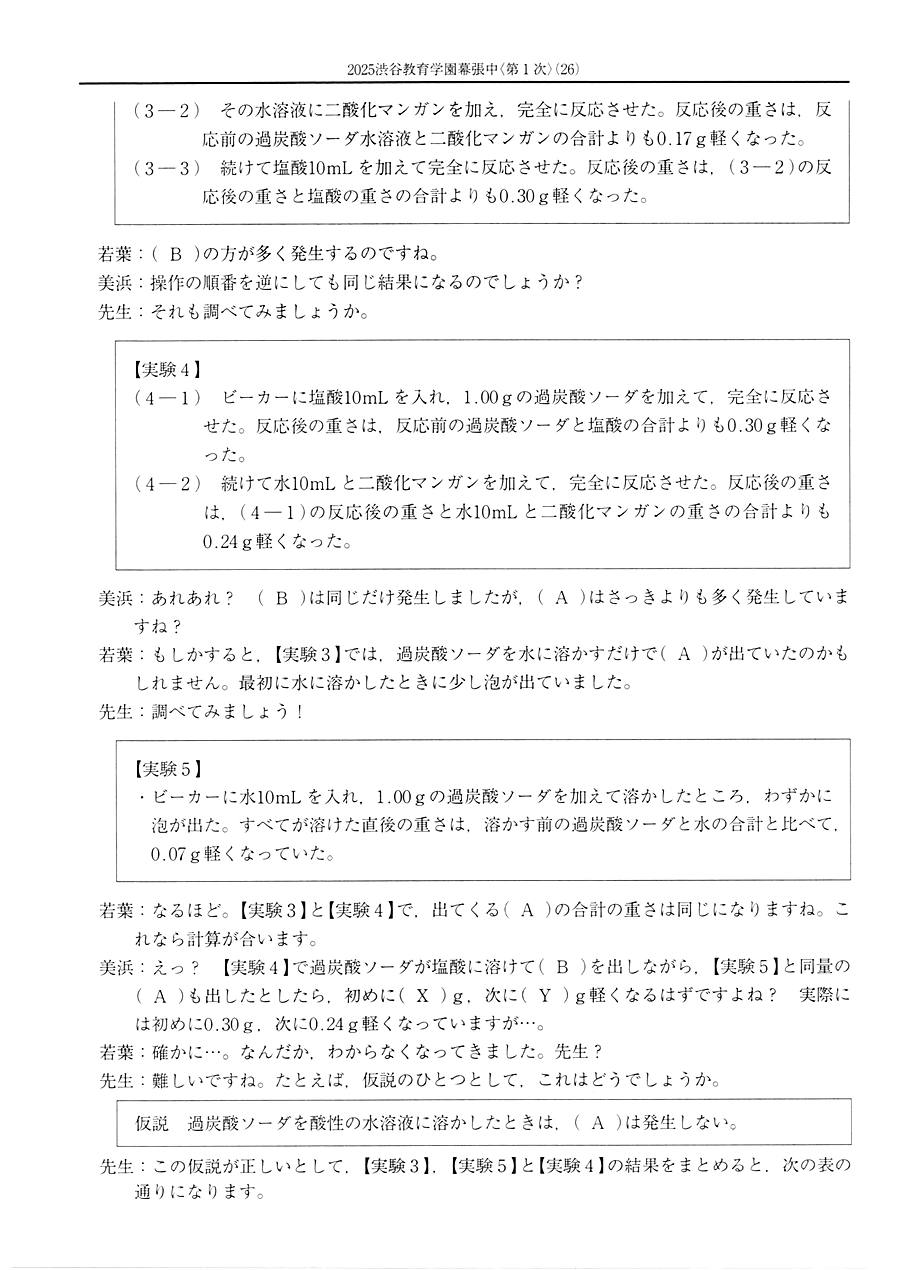 2025渋谷教育学園幕張中〈第1次〉(26)
(3―2) その水溶液に二酸化マンガンを加え，完全に反応させた。反応後の重さは，反
応前の過炭酸ソーダ水溶液と二酸化マンガンの合計よりも0.17g軽くなった。
(3―3) 続けて塩酸10mLを加えて完全に反応させた。反応後の重さは，(3―2)の反
応後の重さと塩酸の重さの合計よりも0.30g軽くなった。
若葉：( B )の方が多く発生するのですね。
美浜：操作の順番を逆にしても同じ結果になるのでしょうか？
先生：それも調べてみましょうか。
【実験4】
(4―1) ビーカーに塩酸10mLを入れ，1.00gの過炭酸ソーダを加えて，完全に反応さ
せた。反応後の重さは，反応前の過炭酸ソーダと塩酸の合計よりも0.30g軽くな
った。
(4―2) 続けて水10mLと二酸化マンガンを加えて，完全に反応させた。反応後の重さ
は，(4―1)の反応後の重さと水10mLと二酸化マンガンの重さの合計よりも
0.24g軽くなった。
美浜：あれあれ？ ( B )は同じだけ発生しましたが，( A )はさっきよりも多く発生していま
すね？
若葉：もしかすると，【実験3】では，過炭酸ソーダを水に溶かすだけで( A )が出ていたのかも
しれません。最初に水に溶かしたときに少し泡が出ていました。
先生：調べてみましょう！
【実験5】
・ビーカーに水10mLを入れ，1.00gの過炭酸ソーダを加えて溶かしたところ，わずかに
泡が出た。すべてが溶けた直後の重さは，溶かす前の過炭酸ソーダと水の合計と比べて，
0.07g軽くなっていた。
若葉：なるほど。【実験3】と【実験4】で，出てくる( A )の合計の重さは同じになりますね。こ
れなら計算が合います。
美浜：えっ？ 【実験4】で過炭酸ソーダが塩酸に溶けて( B )を出しながら，【実験5】と同量の
( A )も出したとしたら，初めに( X )g，次に( Y )g軽くなるはずですよね？ 実際に
は初めに0.30g，次に0.24g軽くなっていますが…。
若葉：確かに…。なんだか，わからなくなってきました。先生？
先生：難しいですね。たとえば，仮説のひとつとして，これはどうでしょうか。
仮説 過炭酸ソーダを酸性の水溶液に溶かしたときは，( A )は発生しない。
先生：この仮説が正しいとして，【実験3】，【実験5】と【実験4】の結果をまとめると，次の表の
通りになります。